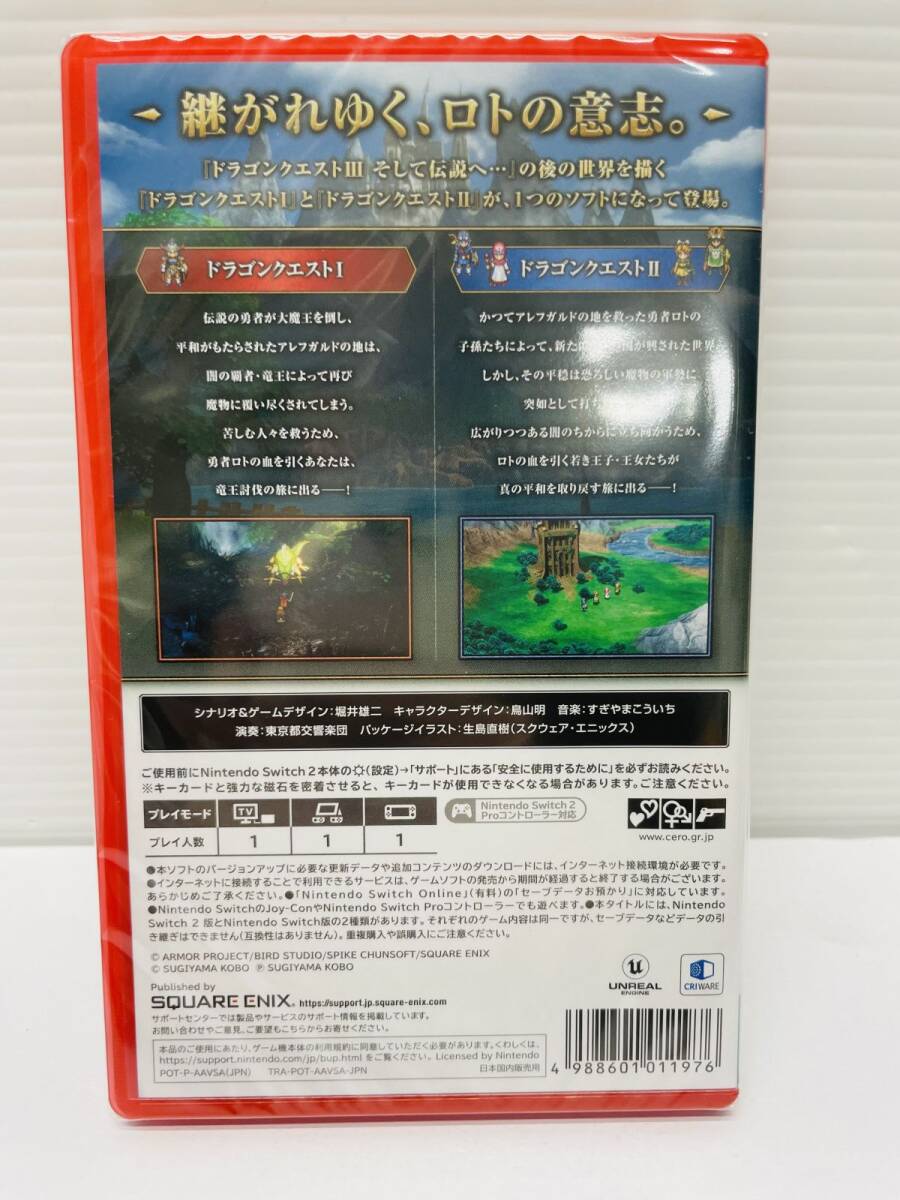 継がれゆく、ロトの意志。
『ドラゴンクエストⅢ そして伝説へ…』の後の世界を描く
『ドラゴンクエストⅠ』と『ドラゴンクエストⅡ』が、1つのソフトになって登場。
ドラゴンクエストⅠ
伝説の勇者が大魔王を倒し、
平和がもたらされたアレフガルドの地は、
闇の覇者・竜王によって再び
魔物に覆い尽くされてしまう。
苦しむ人々を救うため、
勇者ロトの血を引くあなたは、
竜王討伐の旅に出る――!
ドラゴンクエストⅡ
かつてアレフガルドの地を救った勇者ロトの
子孫たちによって、新た が興された世界
しかし、その平穏は恐ろしい魔物の軍勢に
突如として打ち
広がりつつある闇のちからに立ち向かうため、
ロトの血を引く若き王子・王女たちが
真の平和を取り戻す旅に出る――!
シナリオ&ゲームデザイン:堀井雄二 キャラクターデザイン:鳥山明 音楽:すぎやまこういち
演奏:東京都交響楽団 パッケージイラスト:生島直樹(スクウェア・エニックス)
ご使用前にNintendo Switch 2本体の(設定)→「サポート」にある「安全に使用するために」を必ずお読みください。
※キーカードと強力な磁石を密着させると、キーカードが使用できなくなる場合があります。ご注意ください。
プレイモード
TV
Nintendo Switch 2
Proコントローラー対応
プレイ人数
1
1
1
www.cero.gr.jp
●本ソフトのバージョンアップに必要な更新データや追加コンテンツのダウンロードには、インターネット接続環境が必要です。
●インターネットに接続することで利用できるサービスは、ゲームソフトの発売から期間が経過すると終了する場合がございます。
あらかじめご了承ください。●「Nintendo Switch Online」(有料)の「セーブデータお預かり」に対応しています。
●Nintendo SwitchのJoy-ConやNintendo Switch Proコントローラーでも遊べます。●本タイトルには、Nintendo
Switch 2 版とNintendo Switch版の2種類があります。それぞれのゲーム内容は同一ですが、セーブデータなどデータの引
き継ぎはできません(互換性はありません)。重複購入や誤購入にご注意ください。
© ARMOR PROJECT/BIRD STUDIO/SPIKE CHUNSOFT/SQUARE ENIX
© SUGIYAMA KOBO ℗ SUGIYAMA KOBO
UNREAL
ENGINE
CRIWARE
Published by
SQUARE ENIX. https://support.jp.square-enix.com
サポートセンターでは製品やサービスのサポート情報を掲載しています。
お問い合わせやご意見、ご要望もこちらからお寄せください。
本品のご使用にあたり、ゲーム機本体の利用規約に同意していただく必要があります。くわしくは、
https://support.nintendo.com/jp/bup.html をご覧ください。Licensed by Nintendo
POT-P-AAVSA(JPN) TRA-POT-AAVSA-JPN 日本国内販売用
4 988601 011976